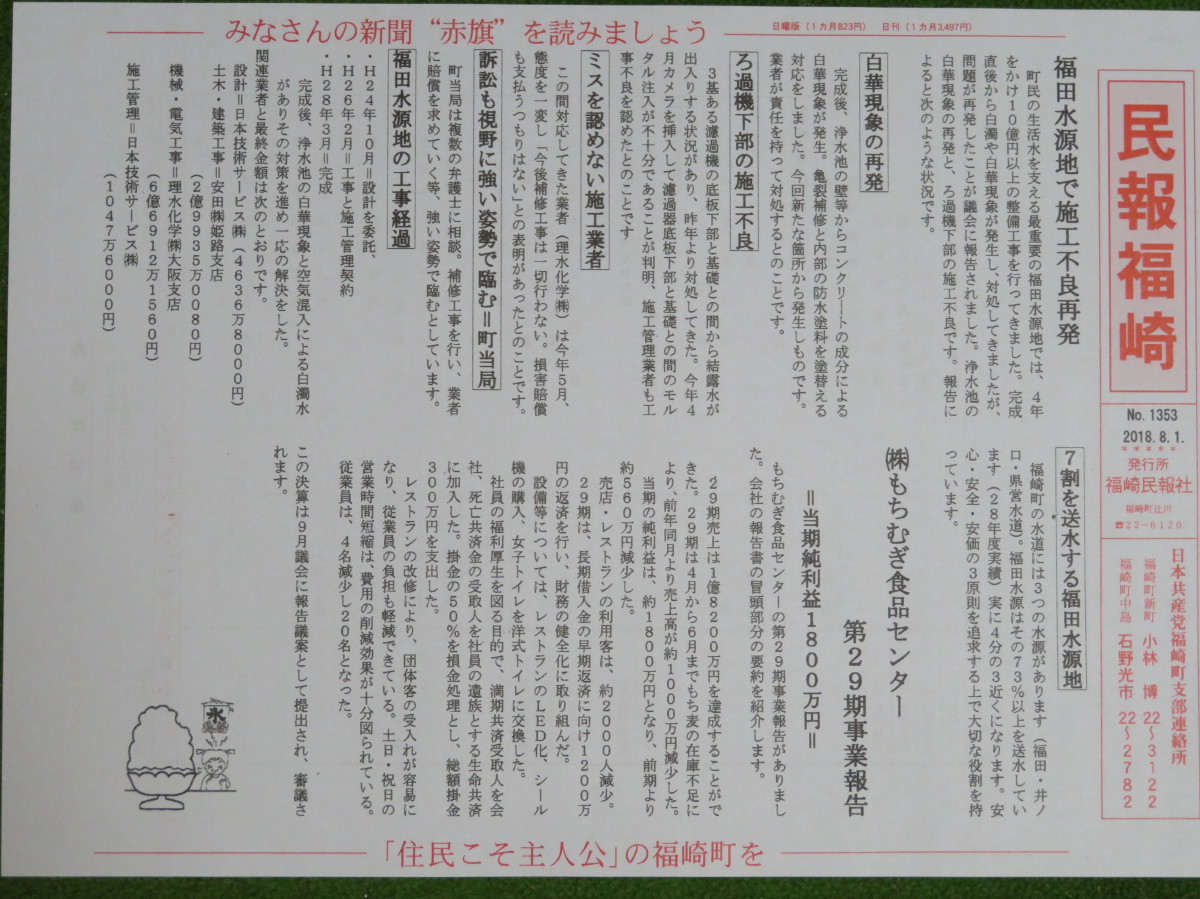 みなさんの新聞“赤旗”を読みましょう
日曜版(1カ月823円) 日刊(1カ月3,497円)
民報福崎
No. 1353
2018. 8. 1.
*****
発行所
福崎民報社
福崎町辻川
☎22-6120
日本共産党福崎町支部連絡所
福崎町新町 小林 博 22~3122
福崎町中島 石野光市 22~2782
福田水源地で施工不良再発
町民の生活水を支える最重要の福田水源地では、4年
をかけ10億円以上の整備工事を行ってきました。完成
直後から白濁や白華現象が発生し、対処してきましたが、
問題が再発したことが議会に報告されました。浄水池の
白華現象の再発と、ろ過機下部の施工不良です。報告に
よると次のような状況です。
白華現象の再発
完成後、浄水池の壁等からコンクリートの成分による
白華現象が発生。亀裂補修と内部の防水塗料を塗替える
対応をしました。今回新たな箇所から発生しものです。
業者が責任を持って対処するとのことです。
ろ過機下部の施工不良
3基ある濾過機の底板下部と基礎との間から結露水が
出入りする状況があり、昨年より対処してきた。今年4
月カメラを挿入して濾過器底板下部と基礎との間のモル
タル注入が不十分であることが判明、施工管理業者も工
事不良を認めたとのことです
ミスを認めない施工業者
この間対応してきた業者(理水化学㈱)は今年5月、
態度を一変し「今後補修工事は一切行わない。損害賠償
も支払うつもりはない」との表明があったとのことです。
訴訟も視野に強い姿勢で臨む=町当局
町当局は複数の弁護士に相談。補修工事を行い、業者
に賠償を求めていく等、強い姿勢で臨むとしています。
福田水源地の工事経過
・H24年10月=設計を委託、
・H26年2月=工事と施工管理契約
・H28年3月=完成
完成後、浄水池の白華現象と空気混入による白濁水
がありその対策を進め一応の解決をした。
関連業者と最終金額は次のとおりです。
設計=日本技術サービス㈱(4636万8000円)
土木・建築工事=安田㈱姫路支店
(2億9935万0080円)
機械・電気工事=理水化学㈱大阪支店
(6億6912万1560円)
施工管理=日本技術サービス㈱
(1047万6000円)
7割を送水する福田水源地
福崎町の水道には3つの水源があります(福田・井ノ
口・県営水道)。福田水源はその73%以上を送水してい
ます(28年度実績)実に4分の3近くになります。安
心・安全・安価の3原則を追求する上で大切な役割を持
っています。
㈱もちむぎ食品センター
第29期事業報告
=当期純利益1800万円=
もちむぎ食品センターの第29期事業報告がありまし
た。会社の報告書の冒頭部分の要約を紹介します。
29期売上は1億8200万円を達成することがで
きた。29期は4月から6月までもち麦の在庫不足に
より、前年同月より売上高が約1000万円減少した。
当期の純利益は、約1800万円となり、前期より
約560万円減少した。
売店・レストランの利用客は、約2000人減少。
29期は、長期借入金の早期返済に向け1200万
円の返済を行い、財務の健全化に取り組んだ。
設備等については、レストランのLED化、シール
機の購入、女子トイレを洋式トイレに交換した。
社員の福利厚生を図る目的で、満期共済受取人を会
社、死亡共済金の受取人を社員の遺族とする生命共済
に加入した。掛金の50%を損金処理とし、総額掛金
300万円を支出した。
レストランの改修により、団体客の受入れが容易に
なり、従業員の負担も軽減できている。土日・祝日の
営業時間短縮は、費用の削減効果が十分図られている。
従業員は、4名減少し20名となった。
この決算は9月議会に報告議案として提出され、審議さ
れます。
氷
「住民こそ主人公」の福崎町を